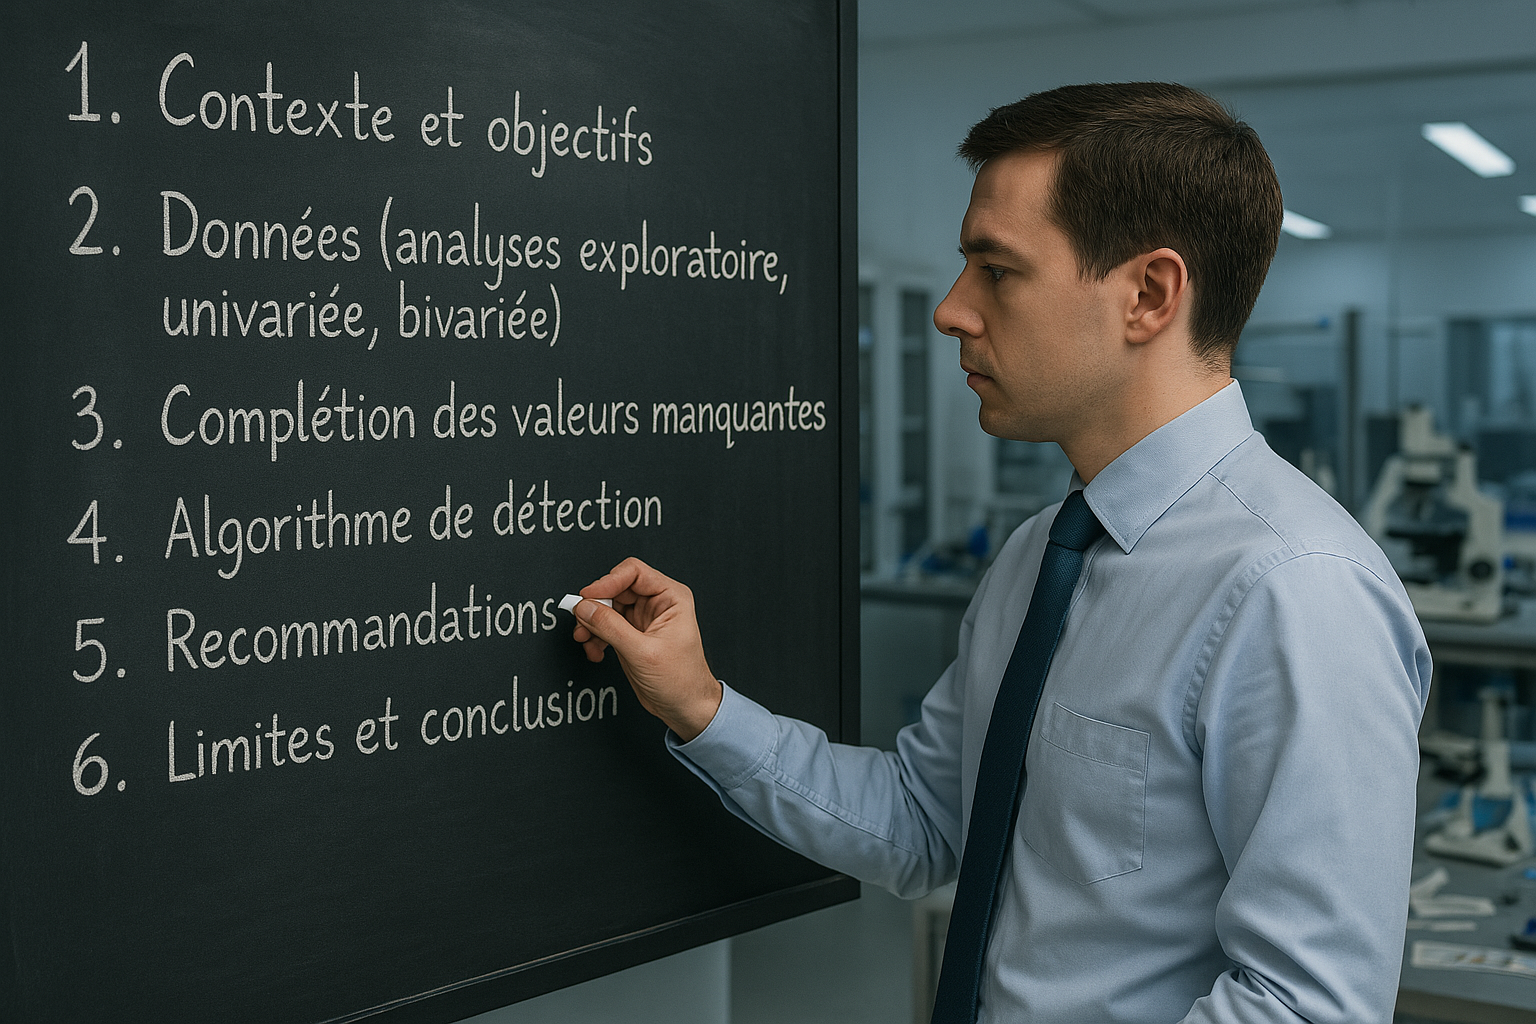 1. Contexte et objectifs
2. Données (analyses exploratoire,
univariée, bivariée)
3. Complétion des valeurs manquantes
4. Algorithme de détection
5. Recommandations
6. Limites et conclusion